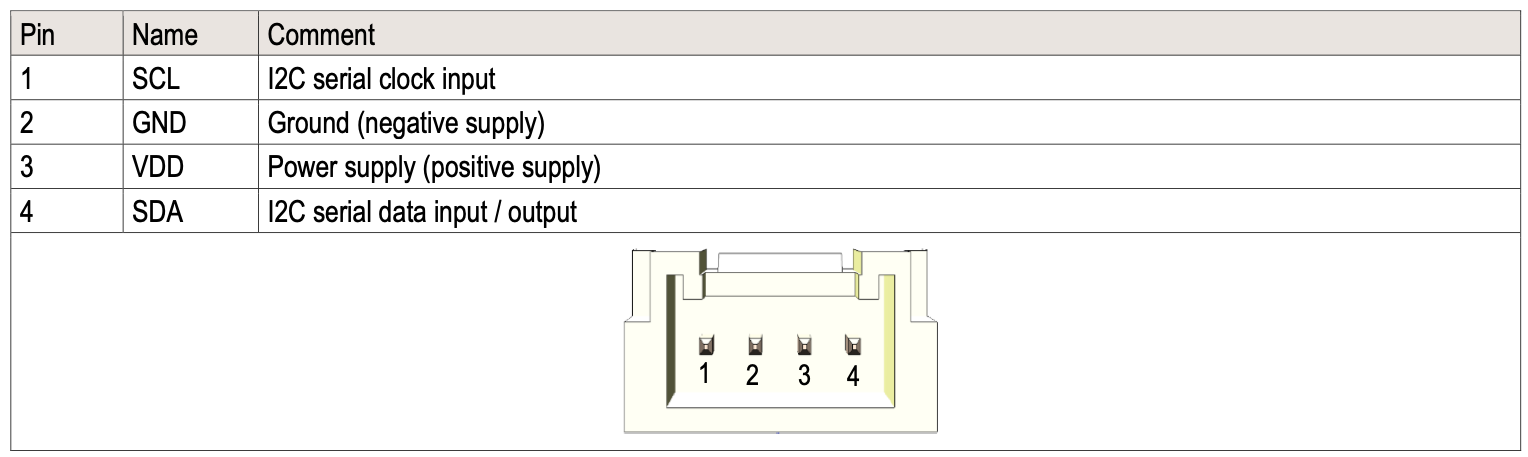 Pin Name Comment
1 SCL I2C serial clock input
2 GND Ground (negative supply)
3 VDD Power supply (positive supply)
4 SDA I2C serial data input / output
1 2 3 4